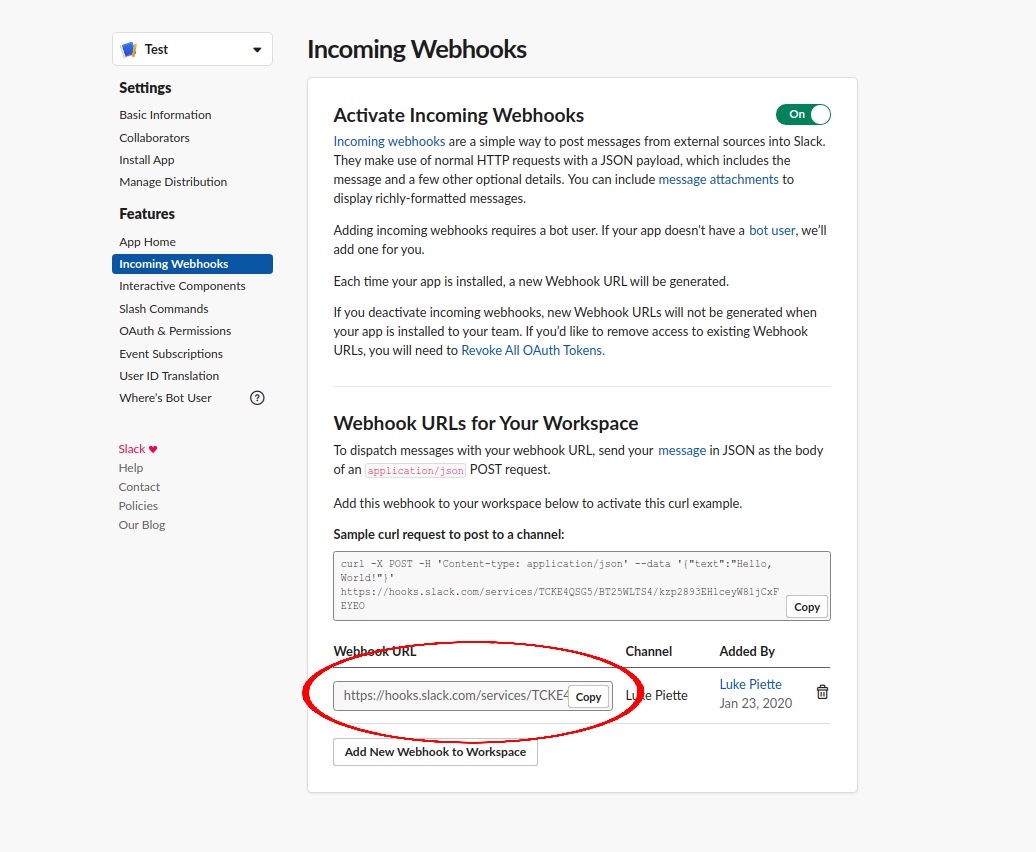 Test
Settings
Basic Information
Collaborators
Install App
Manage Distribution
Features
App Home
Incoming Webhooks
Interactive Components
Slash Commands
OAuth & Permissions
Event Subscriptions
User ID Translation
Where's Bot User ?
Slack ♥
Help
Contact
Policies
Our Blog
Incoming Webhooks
Activate Incoming Webhooks
On
Incoming webhooks are a simple way to post messages from external sources into Slack.
They make use of normal HTTP requests with a JSON payload, which includes the
message and a few other optional details. You can include message attachments to
display richly-formatted messages.
Adding incoming webhooks requires a bot user. If your app doesn't have a bot user, we'll
add one for you.
Each time your app is installed, a new Webhook URL will be generated.
If you deactivate incoming webhooks, new Webhook URLs will not be generated when
your app is installed to your team. If you'd like to remove access to existing Webhook
URLs, you will need to Revoke All OAuth Tokens.
Webhook URLs for Your Workspace
To dispatch messages with your webhook URL, send your message in JSON as the body
of an application/json POST request.
Add this webhook to your workspace below to activate this curl example.
Sample curl request to post to a channel:
curl -X POST -H 'Content-type: application/json' --data '{"text":"Hello,
World!"}'
https://hooks.slack.com/services/TCKE4QSG5/BT25WLTS4/kzp2893EHlceyW8ljCxF
EYEO
Copy
Webhook URL Channel Added By
https://hooks.slack.com/services/TCKE4 Copy Luke Piette Luke Piette
Jan 23, 2020
Add New Webhook to Workspace